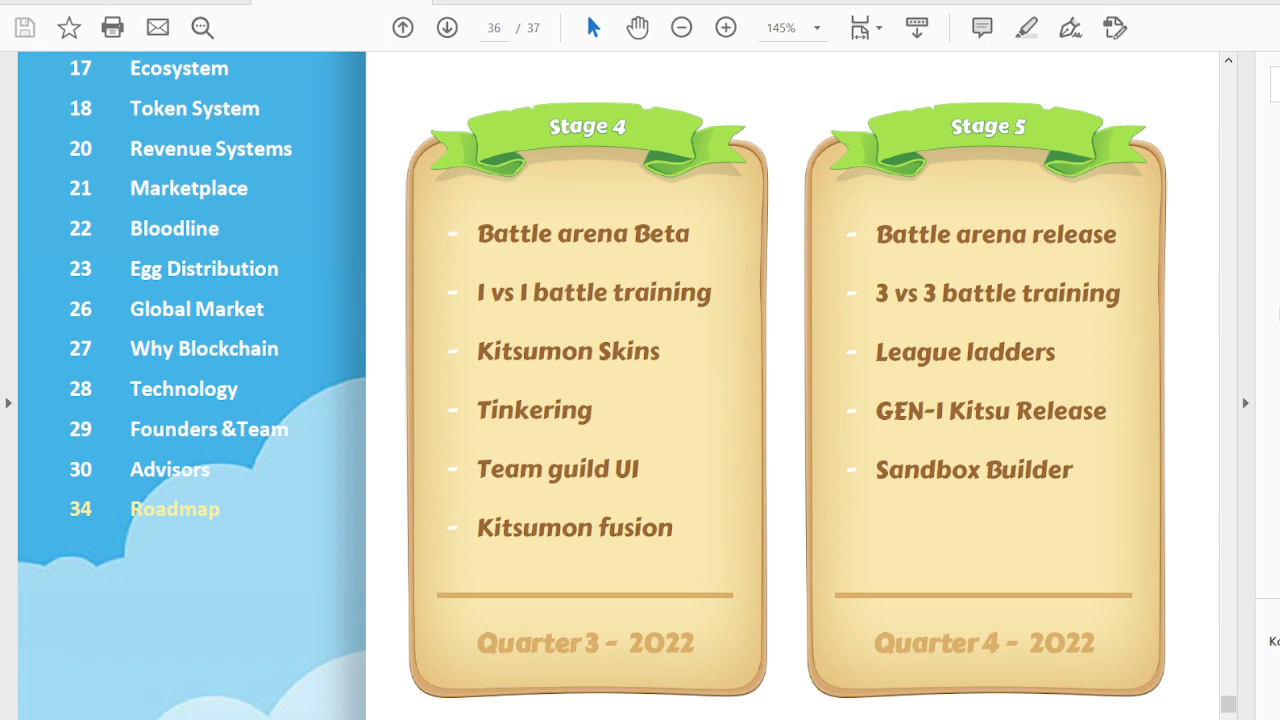 36 / 37
145%
17 Ecosystem
18 Token System
20 Revenue Systems
21 Marketplace
22 Bloodline
23 Egg Distribution
26 Global Market
27 Why Blockchain
28 Technology
29 Founders &Team
30 Advisors
34 Roadmap
Stage 4
- Battle arena Beta
- 1 vs 1 battle training
- Kitsumon Skins
- Tinkering
- Team guild UI
- Kitsumon fusion
Quarter 3 - 2022
Stage 5
- Battle arena release
- 3 vs 3 battle training
- League ladders
- GEN-1 Kitsu Release
- Sandbox Builder
Quarter 4 - 2022